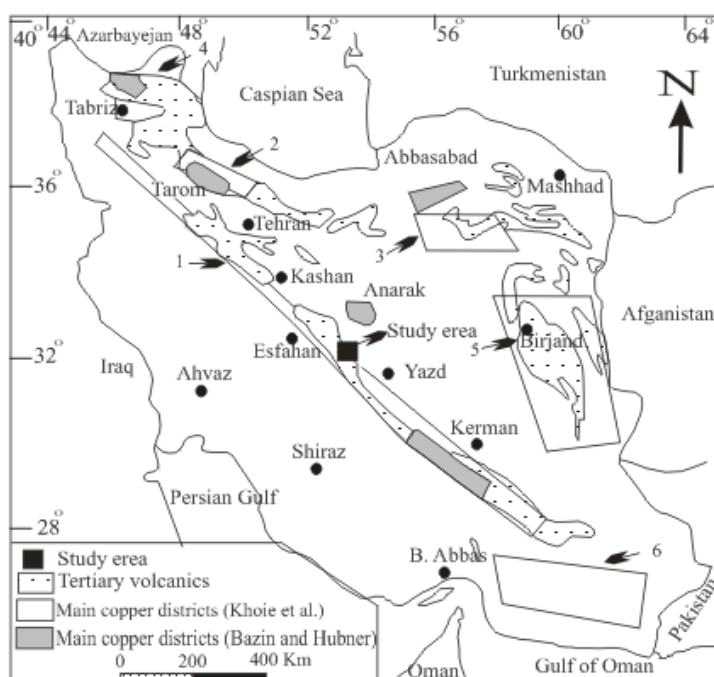 40° 44° 48° 52° 56° 60° 64°
Azarbayejan
4
Turkmenistan
N
Caspian Sea
Tabriz
2
Abbasabad
36°
Tarom
Mashhad
Tehran
3
1
Kashan
Anarak
Afganistan
Study erea
5
Birjand
32°
Esfahan
Iraq
Yazd
Ahvaz
Kerman
Shiraz
Persian Gulf
28°
B. Abbas
6
Study erea
Tertiary volcanics
Main copper districts (Khoie et al.)
Main copper districts (Bazin and Hubner)
0 200 400 Km
Pakistan
Oman
Gulf of Oman